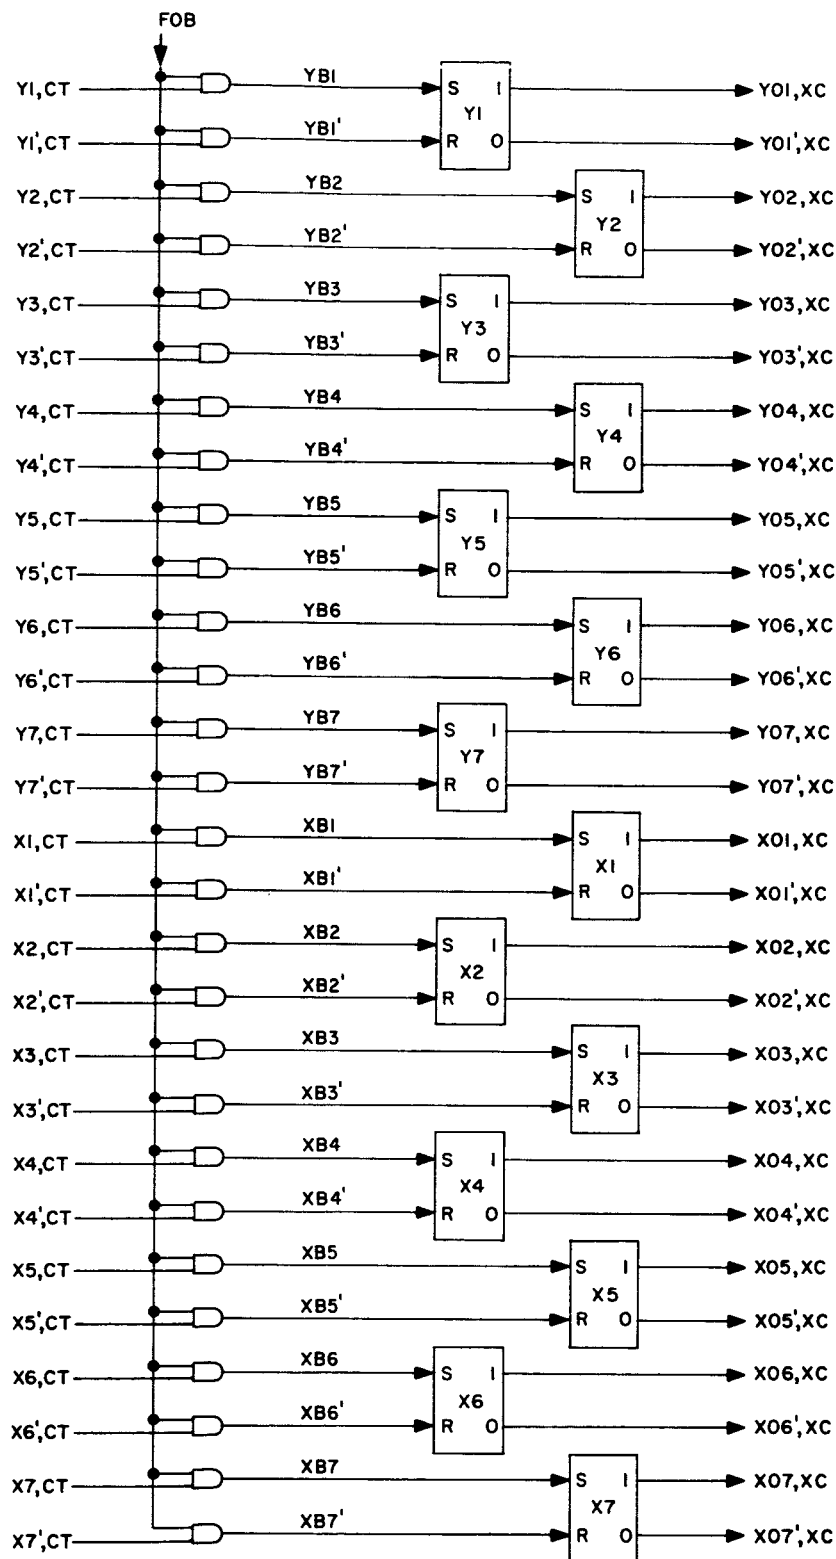 FOB
Y1,CT YB1 S 1 Y01,XC
Y1
Y1',CT YB1' R 0 Y01',XC
Y2,CT YB2 S 1 Y02,XC
Y2
Y2',CT YB2' R 0 Y02',XC
Y3,CT YB3 S 1 Y03,XC
Y3
Y3',CT YB3' R 0 Y03',XC
Y4,CT YB4 S 1 Y04,XC
Y4
Y4',CT YB4' R 0 Y04',XC
Y5,CT YB5 S 1 Y05,XC
Y5
Y5',CT YB5' R 0 Y05',XC
Y6,CT YB6 S 1 Y06,XC
Y6
Y6',CT YB6' R 0 Y06',XC
Y7,CT YB7 S 1 Y07,XC
Y7
Y7',CT YB7' R 0 Y07',XC
X1,CT XB1 S 1 X01,XC
X1
X1',CT XB1' R 0 X01',XC
X2,CT XB2 S 1 X02,XC
X2
X2',CT XB2' R 0 X02',XC
X3,CT XB3 S 1 X03,XC
X3
X3',CT XB3' R 0 X03',XC
X4,CT XB4 S 1 X04,XC
X4
X4',CT XB4' R 0 X04',XC
X5,CT XB5 S 1 X05,XC
X5
X5',CT XB5' R 0 X05',XC
X6,CT XB6 S 1 X06,XC
X6
X6',CT XB6' R 0 X06',XC
X7,CT XB7 S 1 X07,XC
X7
X7',CT XB7' R 0 X07',XC